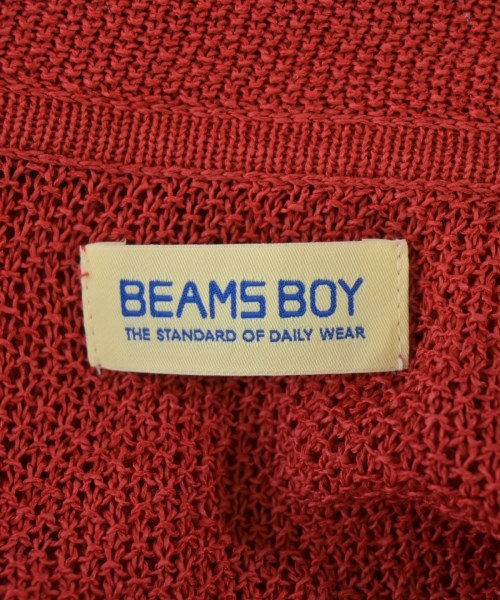 BEAMS BOY
THE STANDARD OF DAILY WEAR